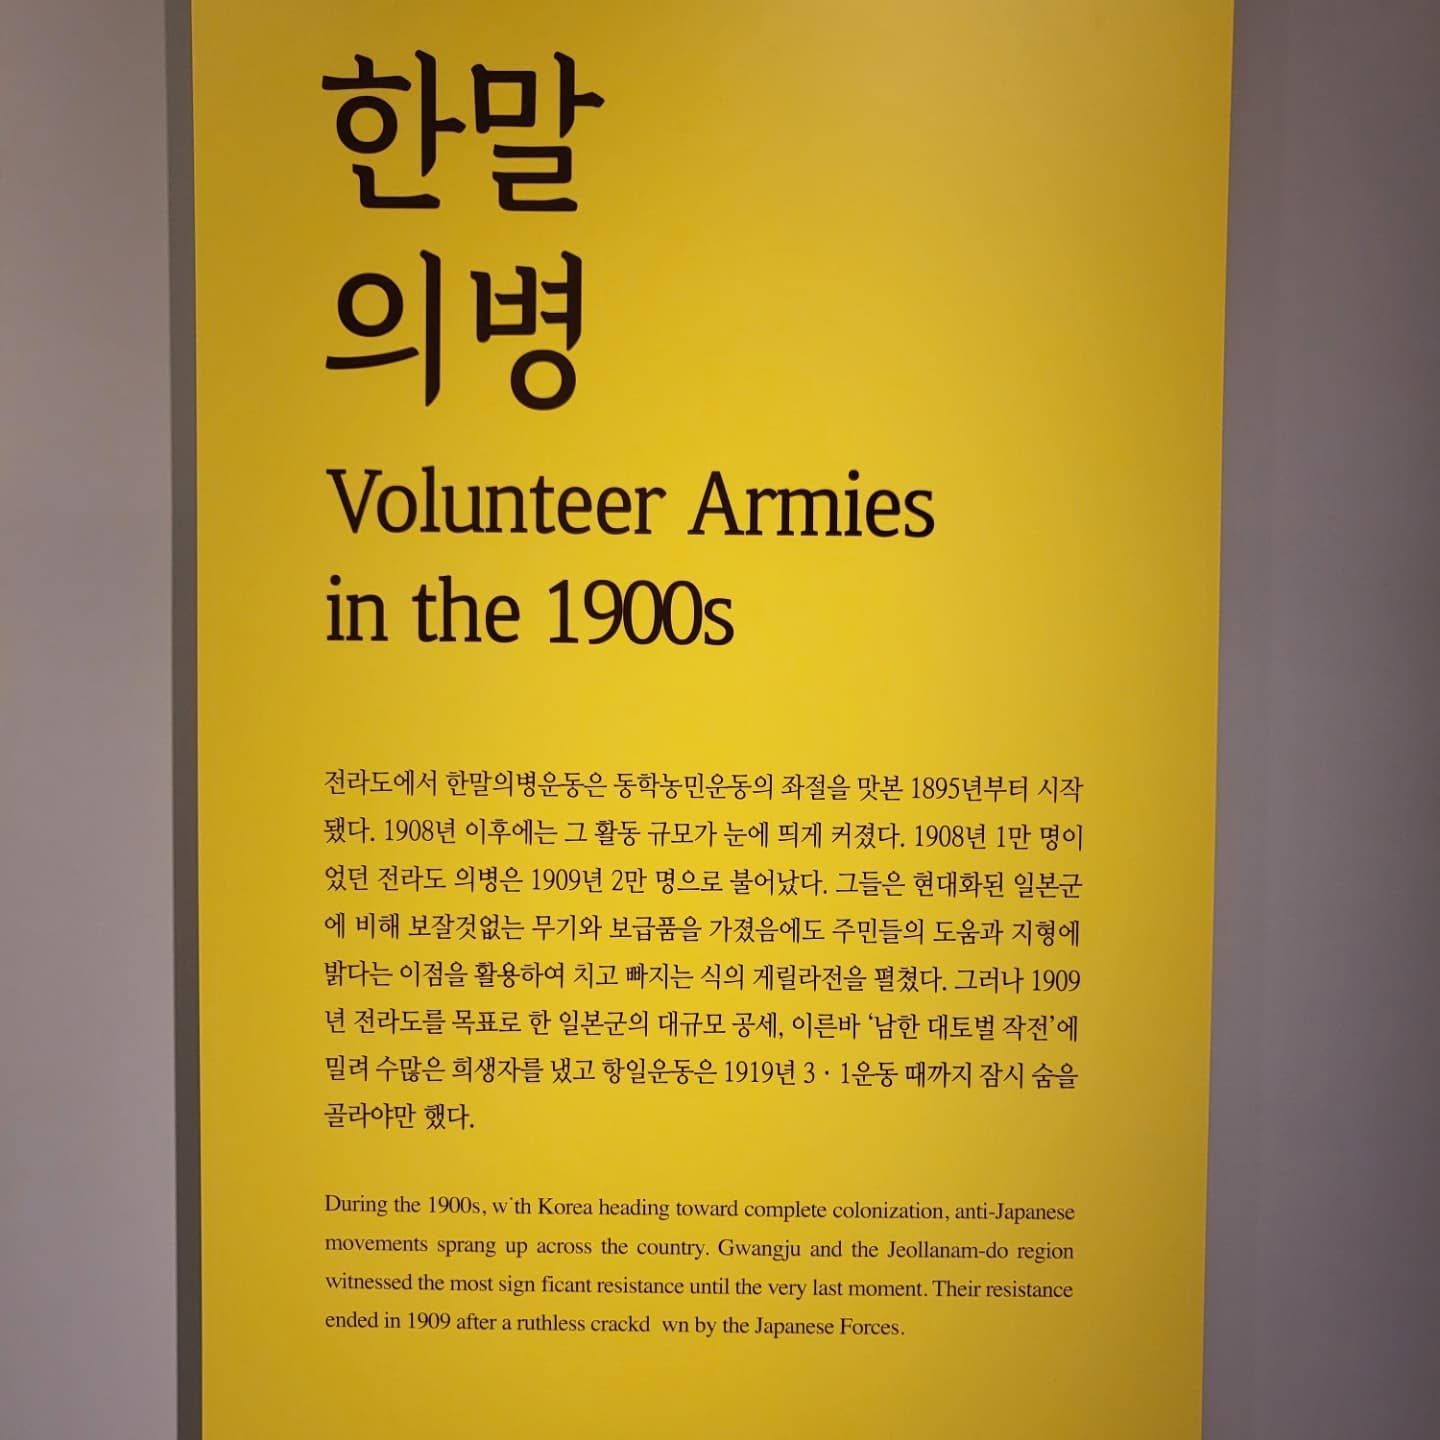 한말
의병
Volunteer Armies
in the 1900s
전라도에서 한말의병운동은 동학농민운동의 좌절을 맛본 1895년부터 시작
됐다. 1908년 이후에는 그 활동 규모가 눈에 띄게 커졌다. 1908년 1만 명이
었던 전라도 의병은 1909년 2만 명으로 불어났다. 그들은 현대화된 일본군
에 비해 보잘것없는 무기와 보급품을 가졌음에도 주민들의 도움과 지형에
밝다는 이점을 활용하여 치고 빠지는 식의 게릴라전을 펼쳤다. 그러나 1909
년 전라도를 목표로 한 일본군의 대규모 공세, 이른바 ‘남한 대토벌 작전’에
밀려 수많은 희생자를 냈고 항일운동은 1919년 3 · 1운동 때까지 잠시 숨을
골라야만 했다.
During the 1900s, w˙th Korea heading toward complete colonization, anti-Japanese
movements sprang up across the country. Gwangju and the Jeollanam-do region
witnessed the most sign ficant resistance until the very last moment. Their resistance
ended in 1909 after a ruthless crackd wn by the Japanese Forces.